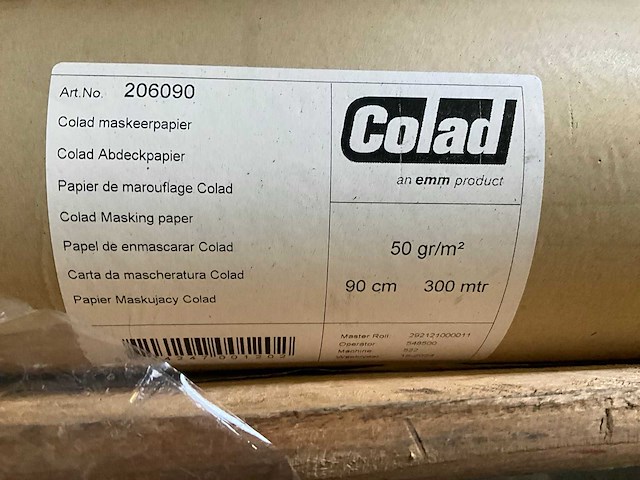 Art.No. 206090
Colad maskeerpapier
Colad Abdeckpapier
Papier de marouflage Colad
Colad Masking paper
Papel de enmascarar Colad
Carta da mascheratura Colad
Papier Maskujacy Colad
Colad
an emm product
50 gr/m²
90 cm 300 mtr
Master Roll: 292121000011
Operator: 548500
Machine: